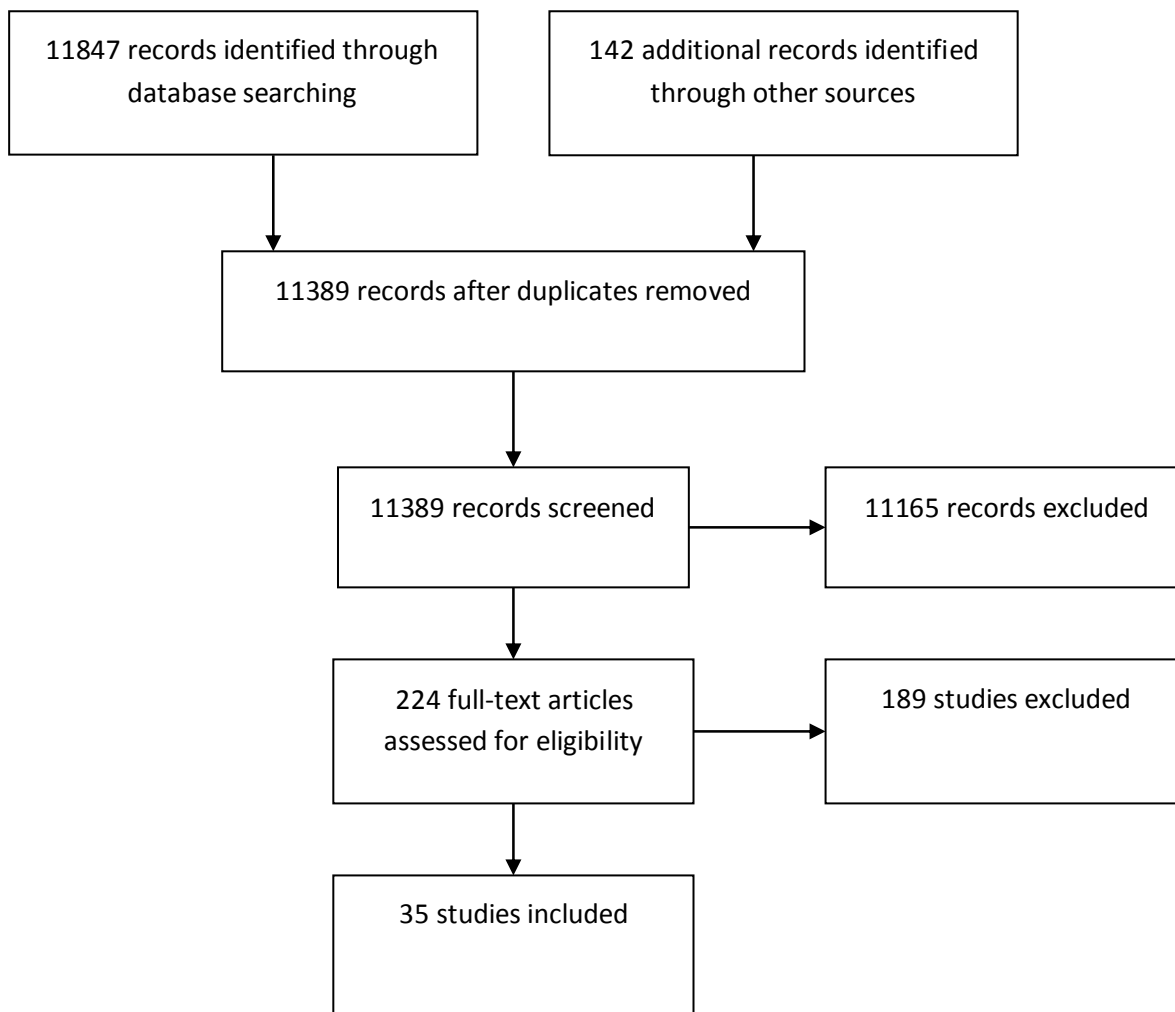 11847 records identified through
database searching
142 additional records identified
through other sources
11389 records after duplicates removed
11389 records screened
11165 records excluded
224 full-text articles
assessed for eligibility
189 studies excluded
35 studies included